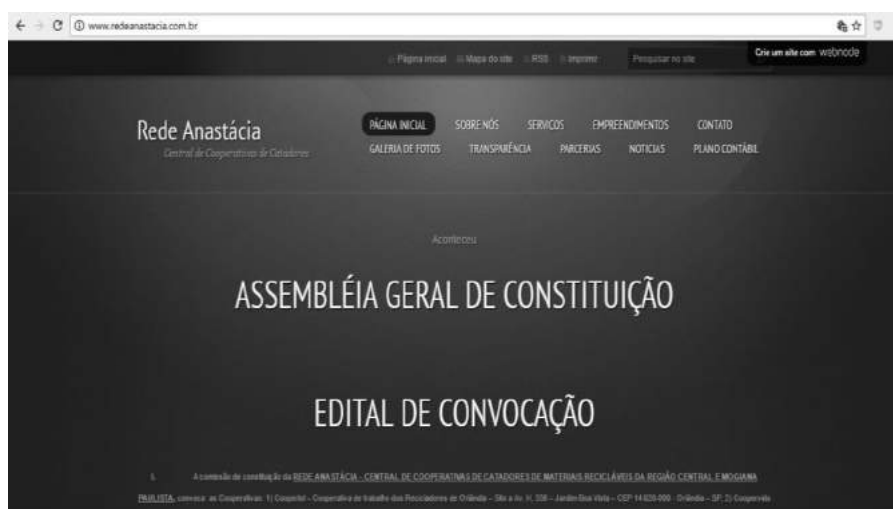 www.redeanastacia.com.br
Página inicial Mapa do site RSS Imprimir Pesquisar no site Crie um site com webnode
Rede Anastácia
Central de Cooperativas de Catadores
PÁGINA INICIAL SOBRE NÓS SERVIÇOS EMPREENDIMENTOS CONTATO
GALERIA DE FOTOS TRANSPARÊNCIA PARCERIAS NOTICIAS PLANO CONTÁBIL
Aconteceu
ASSEMBLÉIA GERAL DE CONSTITUIÇÃO
EDITAL DE CONVOCAÇÃO
A comissão de constituição da REDE ANASTÁCIA - CENTRAL DE COOPERATIVAS DE CATADORES DE MATERIAIS RECICLÁVEIS DA REGIÃO CENTRAL E MOGIANA
PAULISTA, convoca as Cooperativas: 1) Cooperlol - Cooperativa de trabalho dos Recicladores de Orlândia - Sito a Av. H, 338 - Jardim Boa Vista - CEP 14.620-000 - Orlândia - SP; 2)